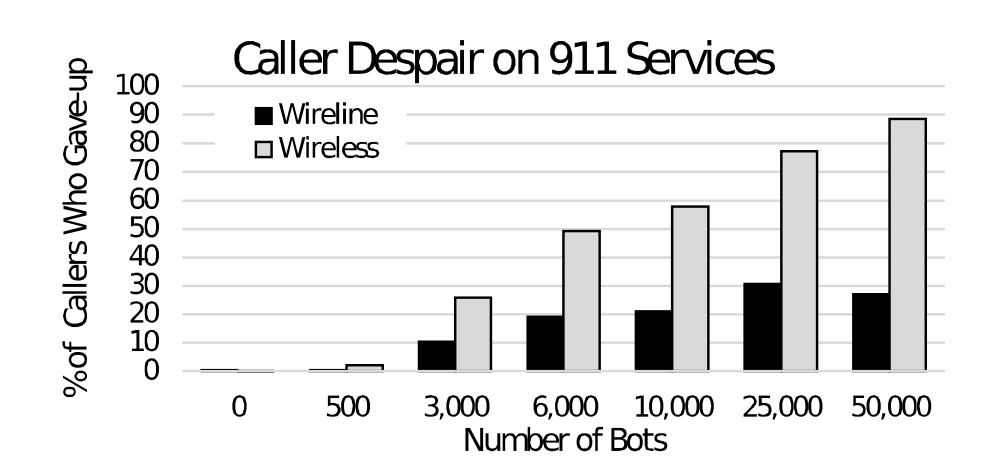 Caller Despair on 911 Services
% of Callers Who Gave-up
100
90
80
70
60
50
40
30
20
10
0
Wireline
Wireless
0 500 3,000 6,000 10,000 25,000 50,000
Number of Bots